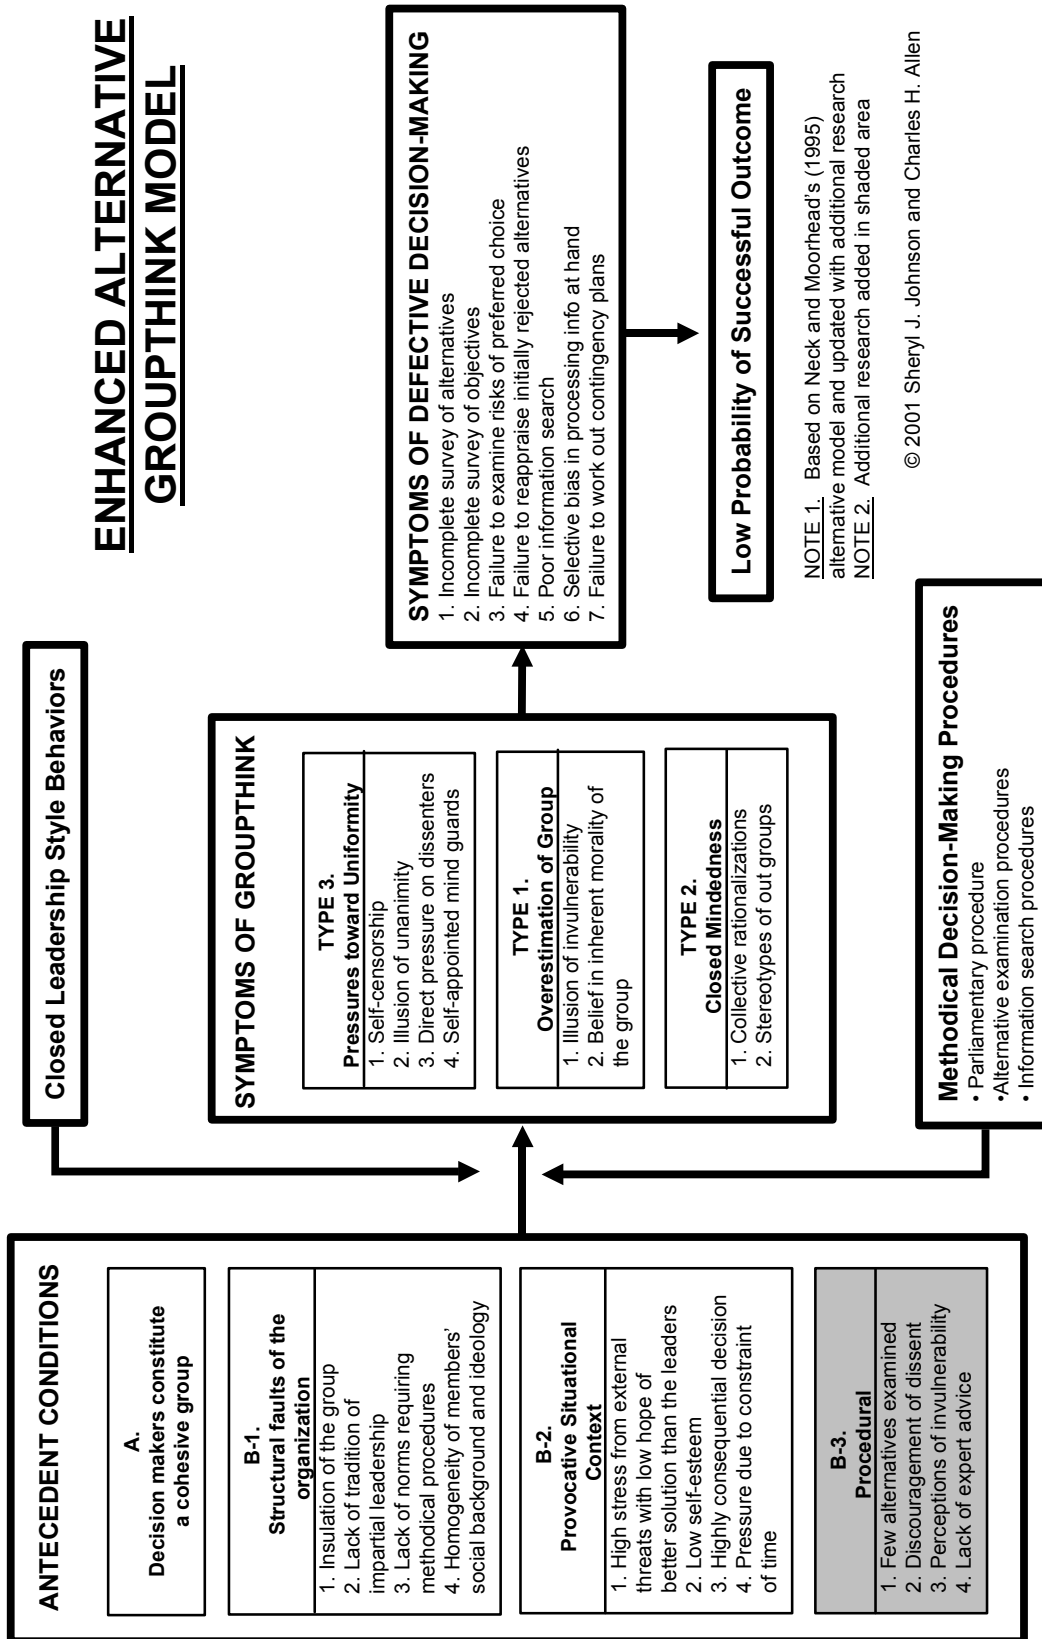 ENHANCED ALTERNATIVE
GROUPTHINK MODEL
ANTECEDENT CONDITIONS
A.
Decision makers constitute
a cohesive group
B-1.
Structural faults of the
organization
1. Insulation of the group
2. Lack of tradition of
impartial leadership
3. Lack of norms requiring
methodical procedures
4. Homogeneity of members’
social background and ideology
B-2.
Provocative Situational
Context
1. High stress from external
threats with low hope of
better solution than the leaders
2. Low self-esteem
3. Highly consequential decision
4. Pressure due to constraint
of time
B-3.
Procedural
1. Few alternatives examined
2. Discouragement of dissent
3. Perceptions of invulnerability
4. Lack of expert advice
Closed Leadership Style Behaviors
SYMPTOMS OF GROUPTHINK
TYPE 3.
Pressures toward Uniformity
1. Self-censorship
2. Illusion of unanimity
3. Direct pressure on dissenters
4. Self-appointed mind guards
TYPE 1.
Overestimation of Group
1. Illusion of invulnerability
2. Belief in inherent morality of
the group
TYPE 2.
Closed Mindedness
1. Collective rationalizations
2. Stereotypes of out groups
Methodical Decision-Making Procedures
• Parliamentary procedure
•Alternative examination procedures
• Information search procedures
SYMPTOMS OF DEFECTIVE DECISION-MAKING
1. Incomplete survey of alternatives
2. Incomplete survey of objectives
3. Failure to examine risks of preferred choice
4. Failure to reappraise initially rejected alternatives
5. Poor information search
6. Selective bias in processing info at hand
7. Failure to work out contingency plans
Low Probability of Successful Outcome
NOTE 1. Based on Neck and Moorhead’s (1995)
alternative model and updated with additional research
NOTE 2. Additional research added in shaded area
© 2001 Sheryl J. Johnson and Charles H. Allen